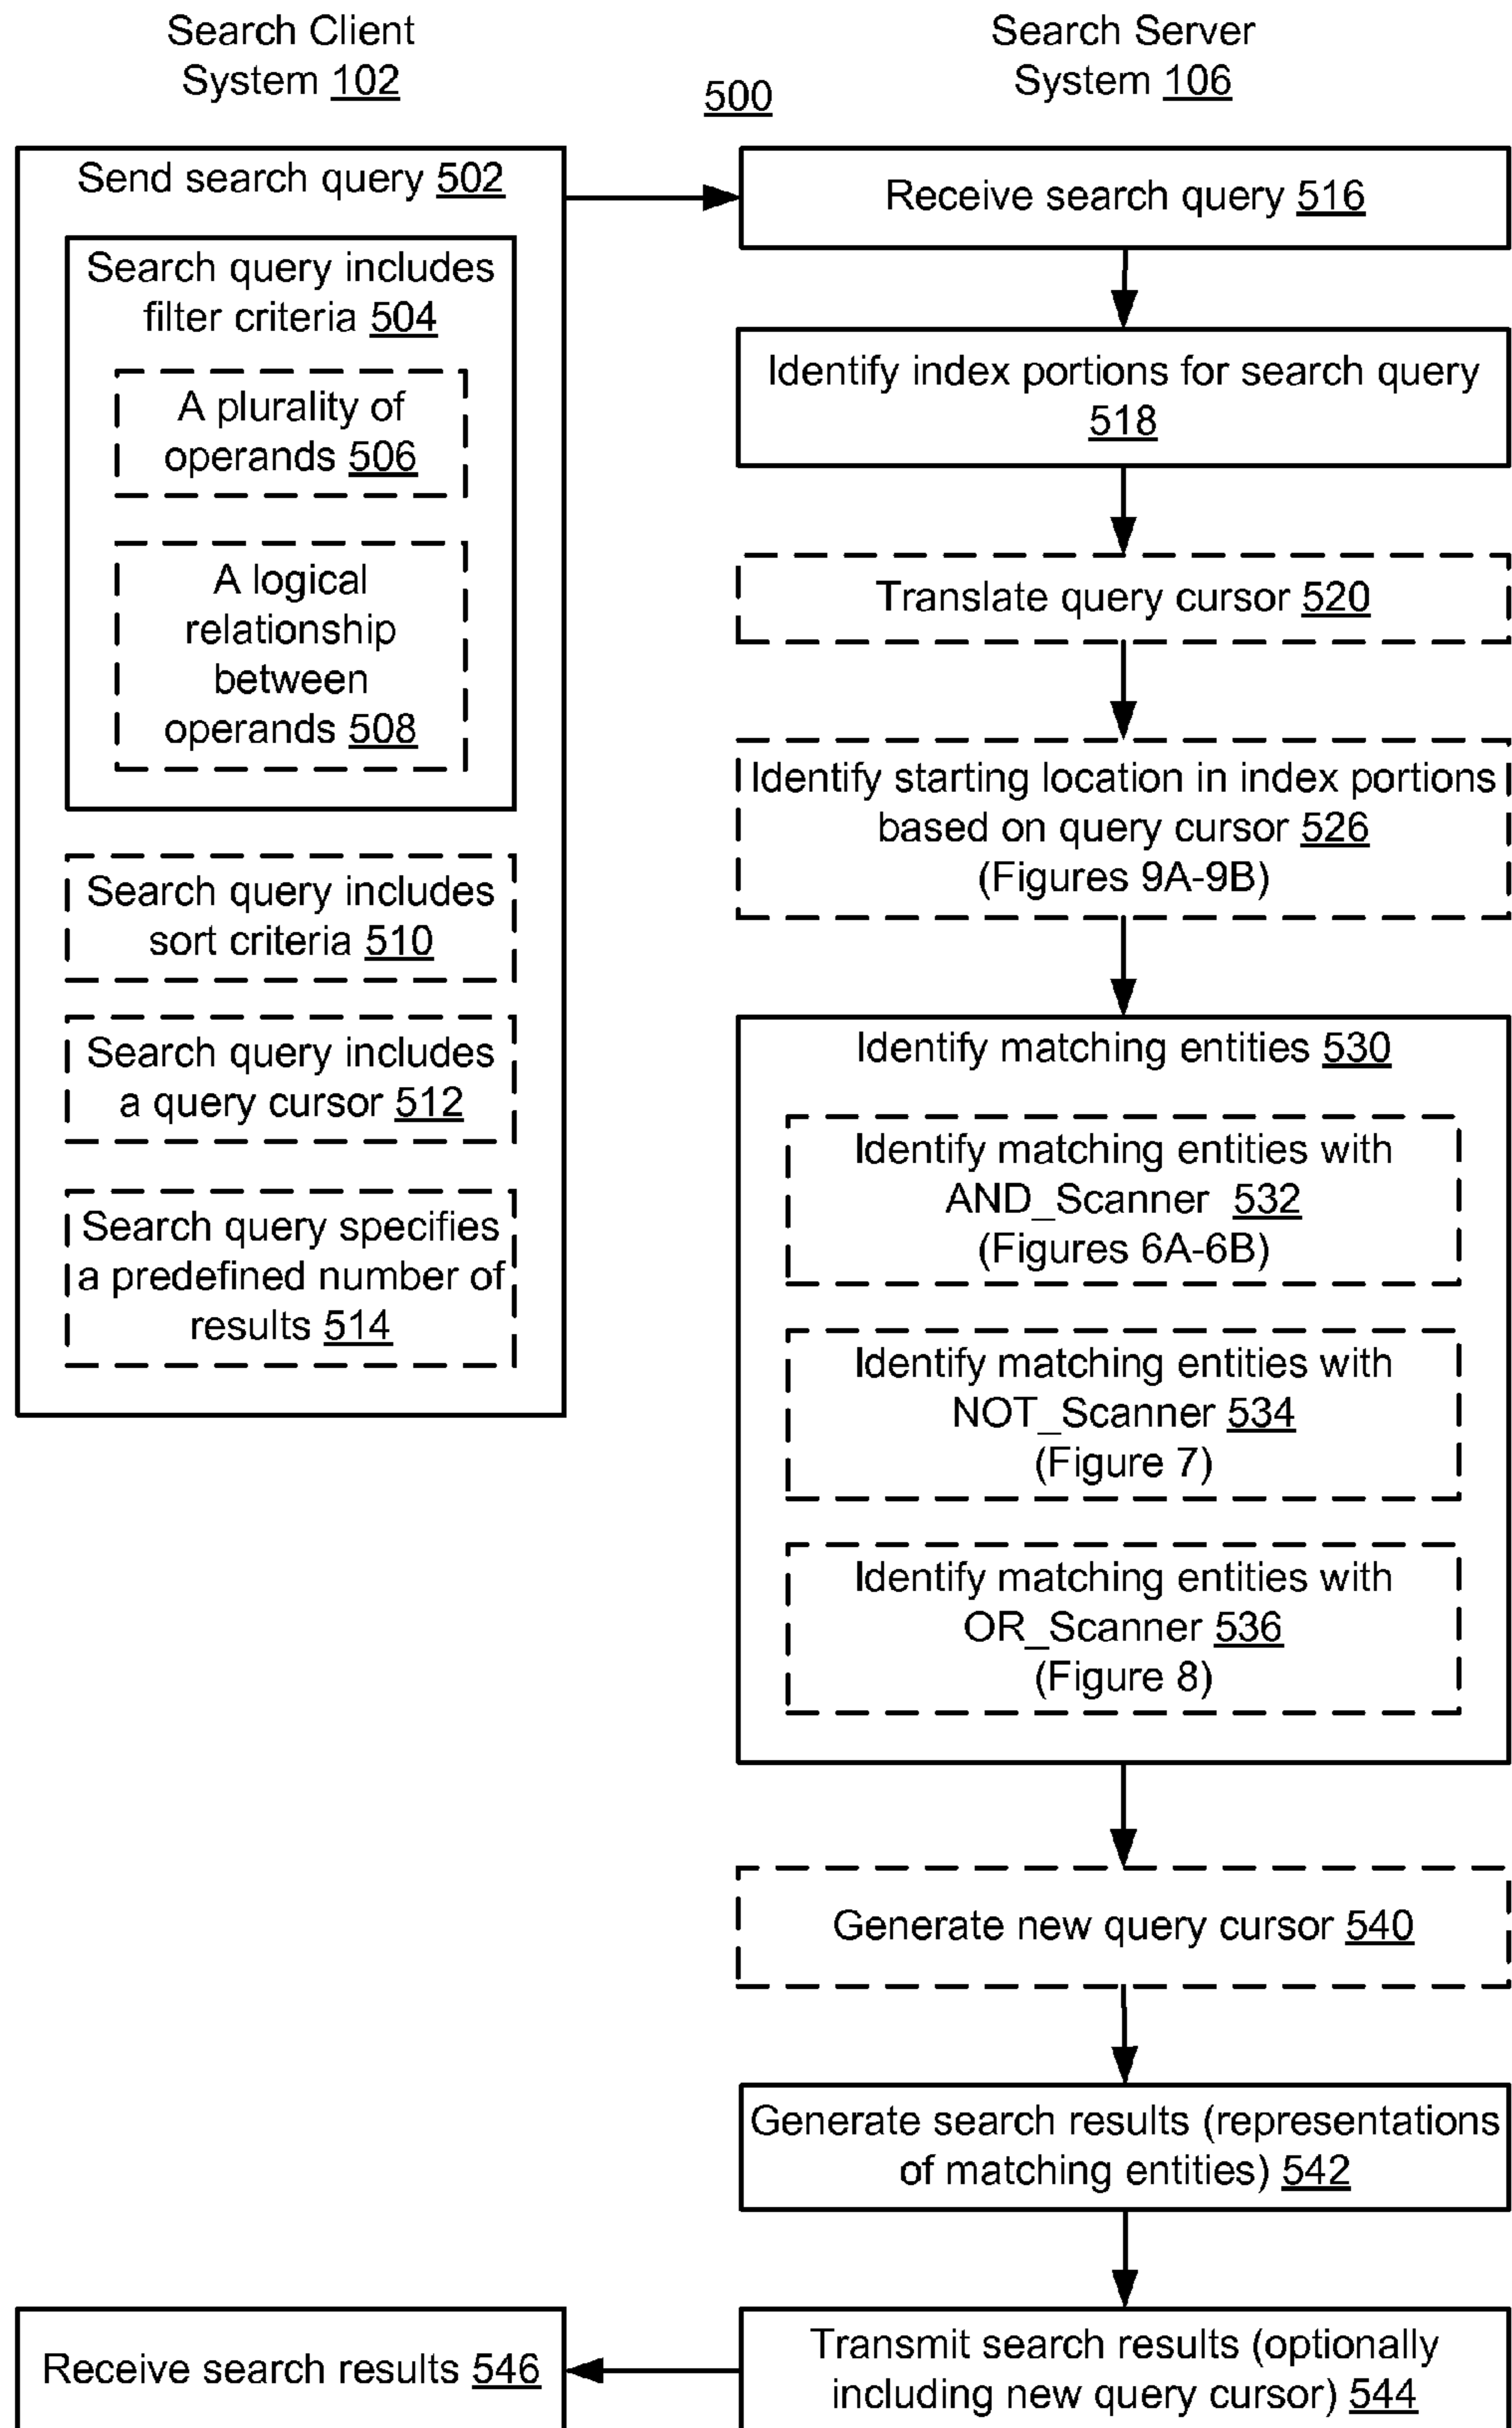 Search Client
System 102
500
Search Server
System 106
Send search query 502
Search query includes
filter criteria 504
A plurality of
operands 506
A logical
relationship
between
operands 508
Search query includes
sort criteria 510
Search query includes
a query cursor 512
Search query specifies
a predefined number of
results 514
Receive search query 516
Identify index portions for search query
518
Translate query cursor 520
Identify starting location in index portions
based on query cursor 526
(Figures 9A-9B)
Identify matching entities 530
Identify matching entities with
AND_Scanner 532
(Figures 6A-6B)
Identify matching entities with
NOT_Scanner 534
(Figure 7)
Identify matching entities with
OR_Scanner 536
(Figure 8)
Generate new query cursor 540
Generate search results (representations
of matching entities) 542
Transmit search results (optionally
including new query cursor) 544
Receive search results 546